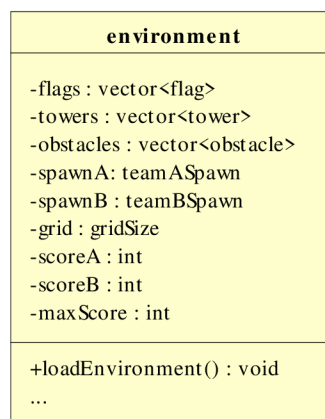 environment
-flags : vector<flag>
-towers : vector<tower>
-obstacles : vector<obstacle>
-spawnA: teamASpawn
-spawnB : teamBSpawn
-grid : gridSize
-scoreA : int
-scoreB : int
-maxScore : int
+loadEnvironment() : void
...